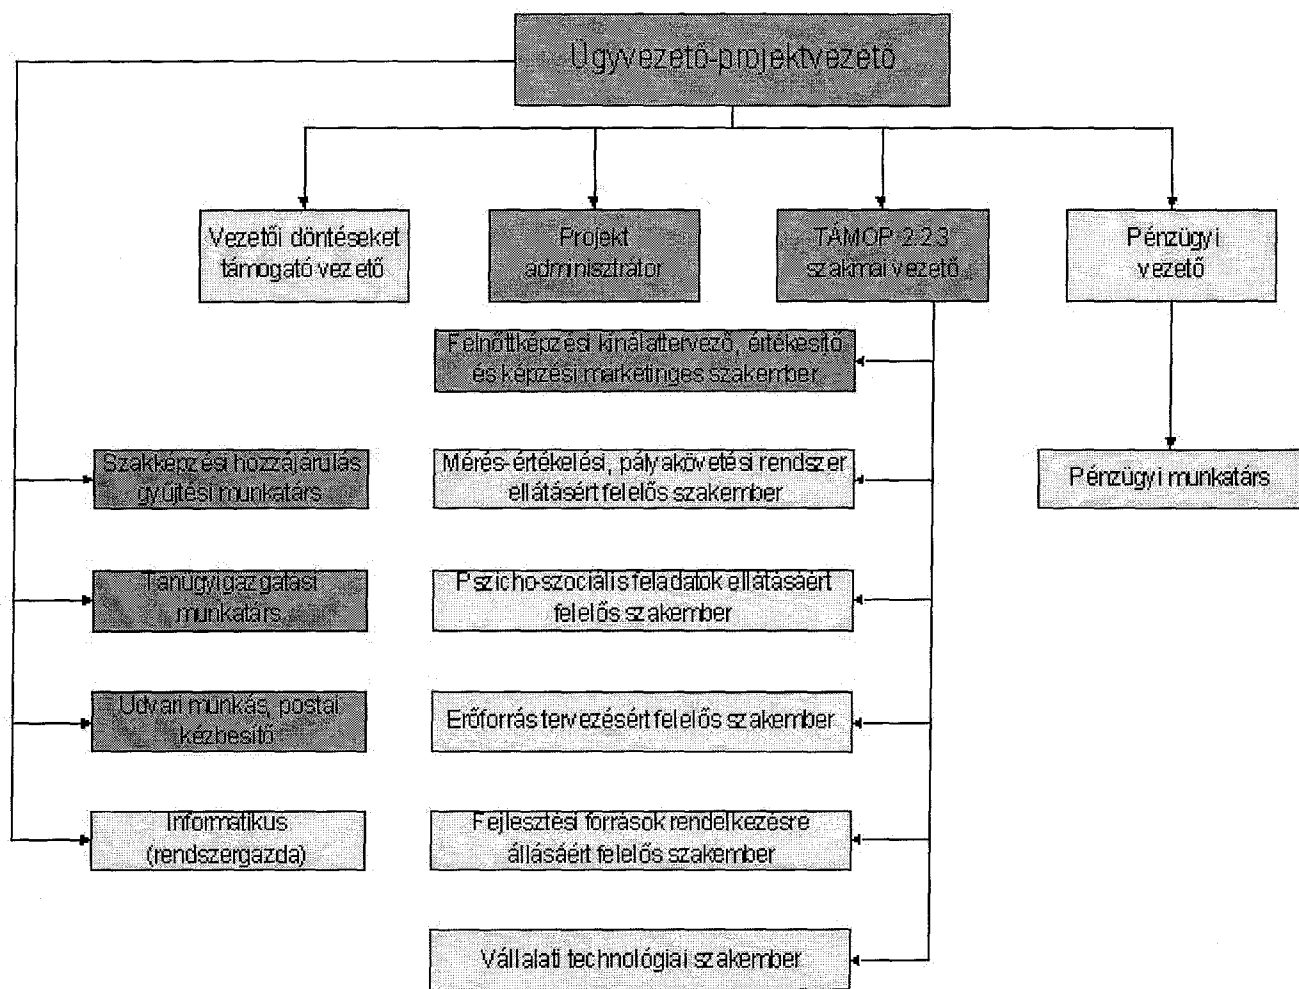 Ügyvezető-projektvezető
Vezetői döntéseket
támogató vezető
Projekt
adminisztrátor
TÁMOP 2.2.3
szakmai vezető
Pénzügyi
vezető
Felnőttképzési kínálattervező, értékesítő
és képzési marketinges szakember
Szakképzési hozzájárulás
gyűjtési munkatárs
Mérés-értékelési, pályakövetési rendszer
ellátásért felelős szakember
Pénzügyi munkatárs
Tanügyigazgatási
munkatárs
Pszicho-szociális feladatok ellátásáért
felelős szakember
Udvari munkás, postai
kézbesítő
Erőforrás tervezésért felelős szakember
Informatikus
(rendszergazda)
Fejlesztési források rendelkezésre
állásáért felelős szakember
Vállalati technológiai szakember